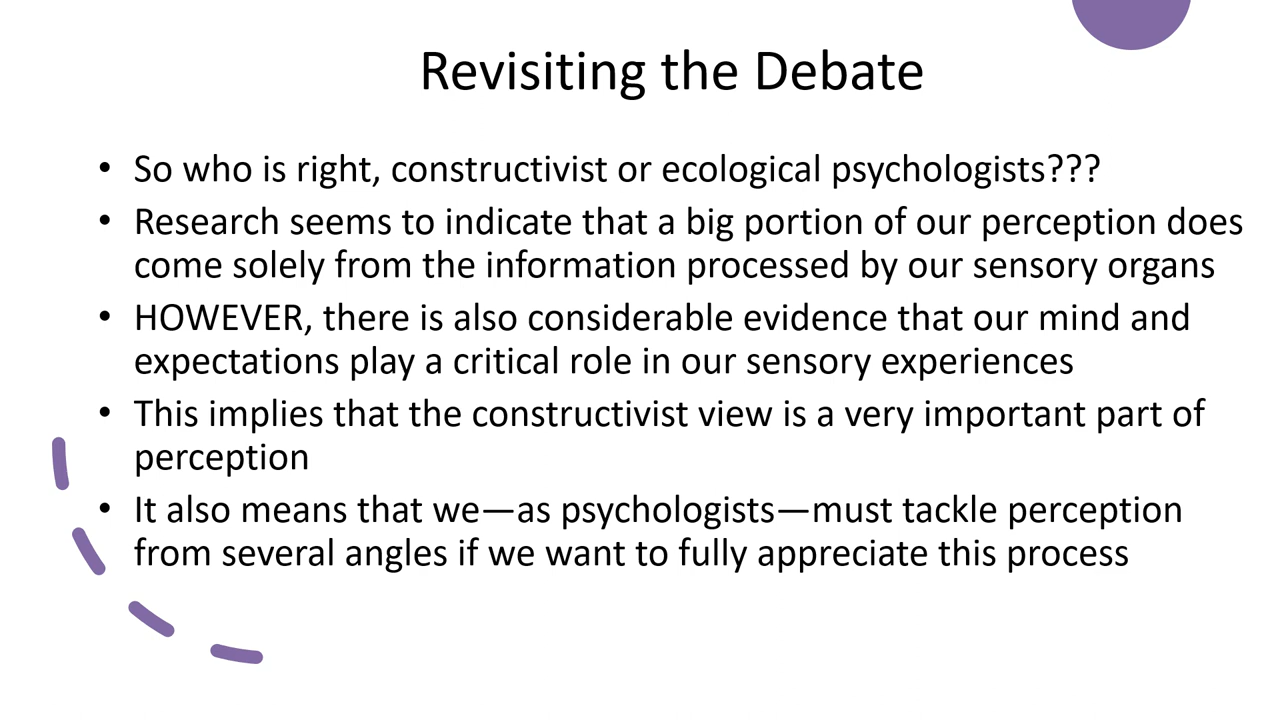 Revisiting the Debate
• So who is right, constructivist or ecological psychologists???
• Research seems to indicate that a big portion of our perception does
come solely from the information processed by our sensory organs
• HOWEVER, there is also considerable evidence that our mind and
expectations play a critical role in our sensory experiences
• This implies that the constructivist view is a very important part of
perception
• It also means that we—as psychologists—must tackle perception
from several angles if we want to fully appreciate this process